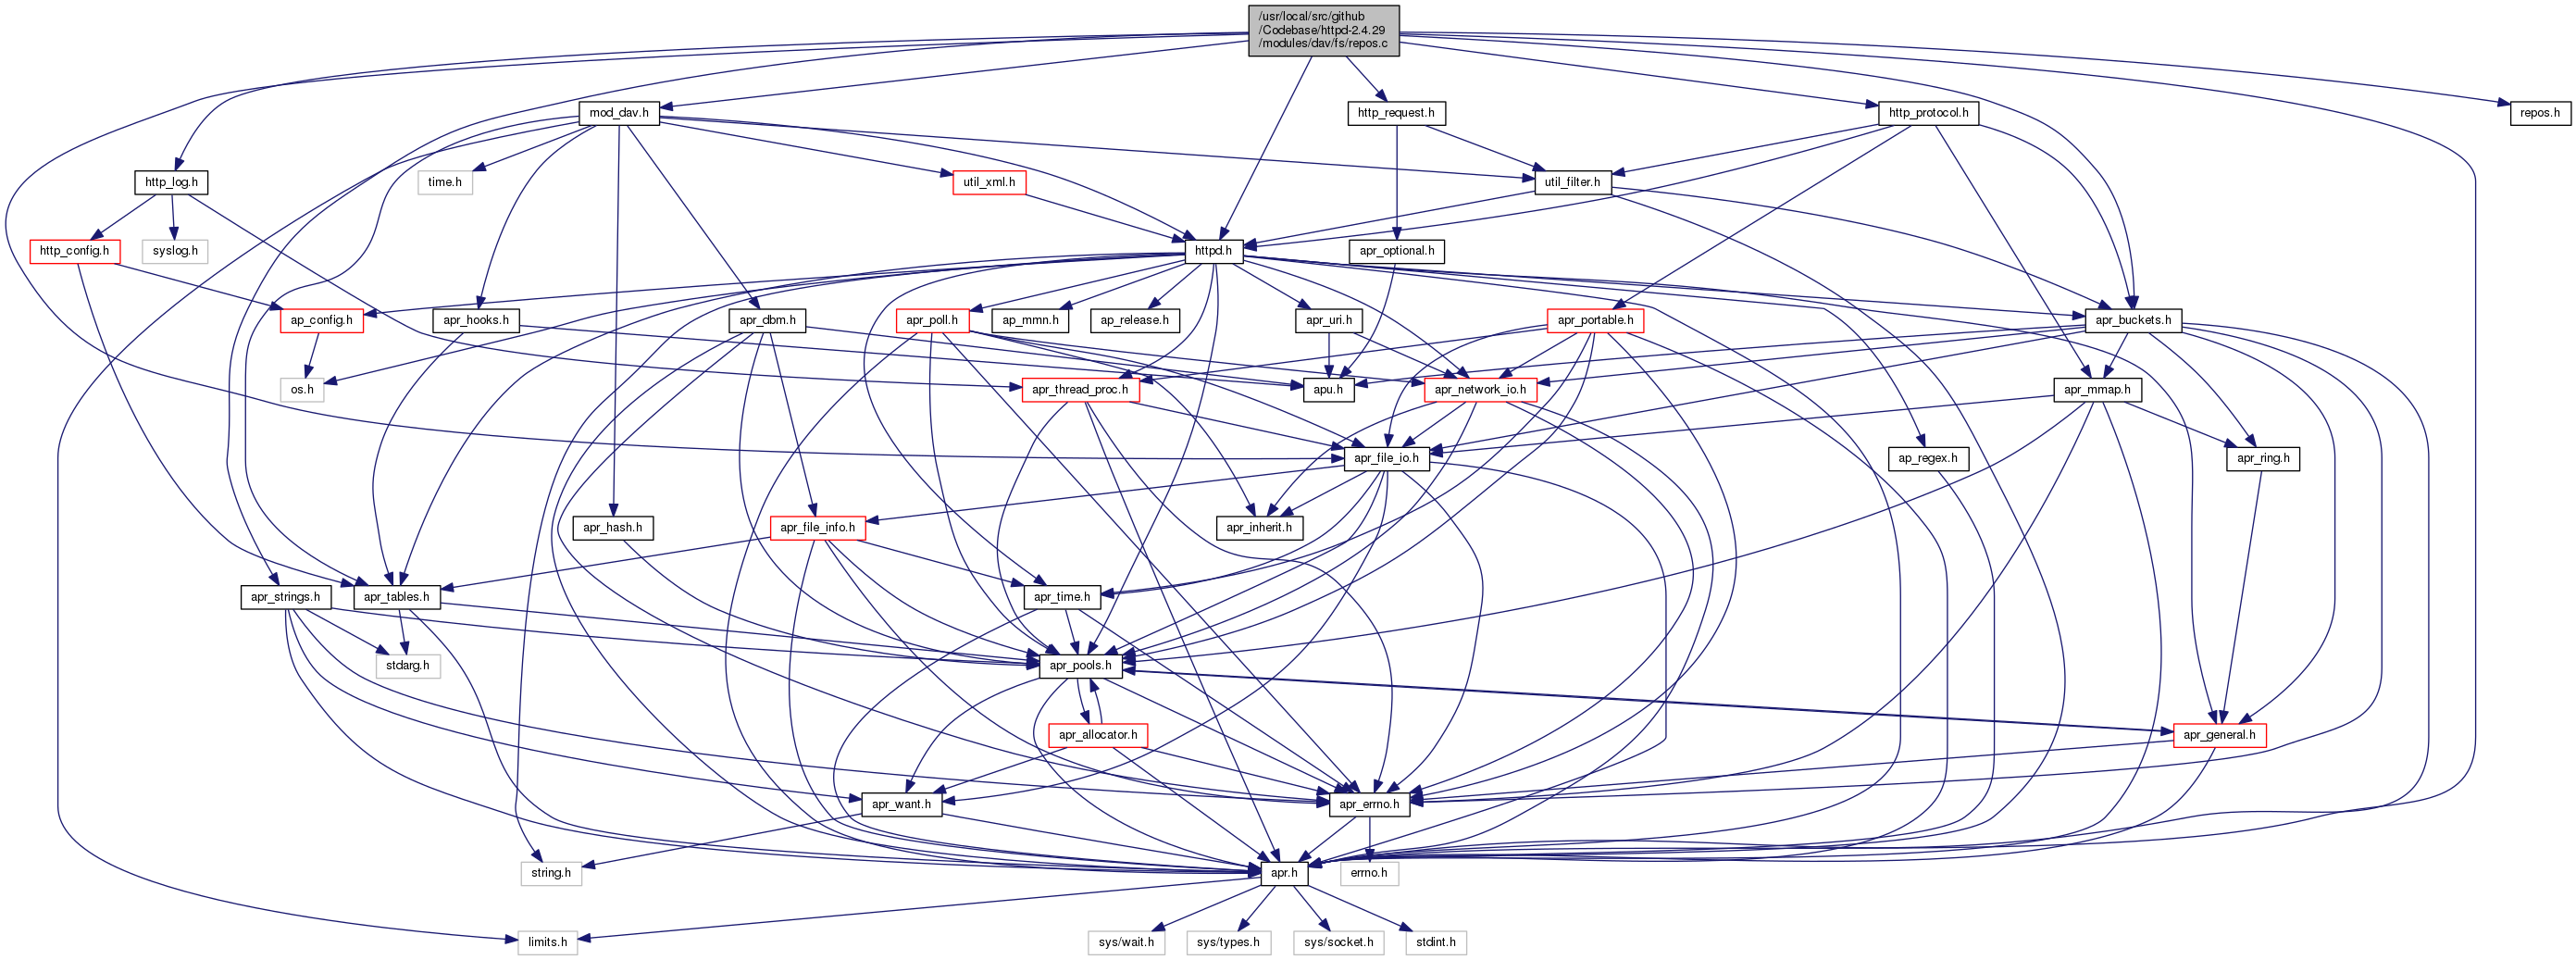 /usr/local/src/github
/Codebase/httpd-2.4.29
/modules/dav/fs/repos.c
mod_dav.h
http_request.h
http_protocol.h
repos.h
http_log.h
time.h
util_xml.h
util_filter.h
http_config.h
syslog.h
httpd.h
apr_optional.h
ap_config.h
apr_hooks.h
apr_dbm.h
apr_poll.h
ap_mmn.h
ap_release.h
apr_uri.h
apr_portable.h
apr_buckets.h
os.h
apr_thread_proc.h
apu.h
apr_network_io.h
apr_mmap.h
apr_file_io.h
ap_regex.h
apr_ring.h
apr_hash.h
apr_file_info.h
apr_inherit.h
apr_strings.h
apr_tables.h
apr_time.h
stdarg.h
apr_pools.h
apr_allocator.h
apr_general.h
apr_want.h
apr_errno.h
string.h
apr.h
errno.h
limits.h
sys/wait.h
sys/types.h
sys/socket.h
stdint.h